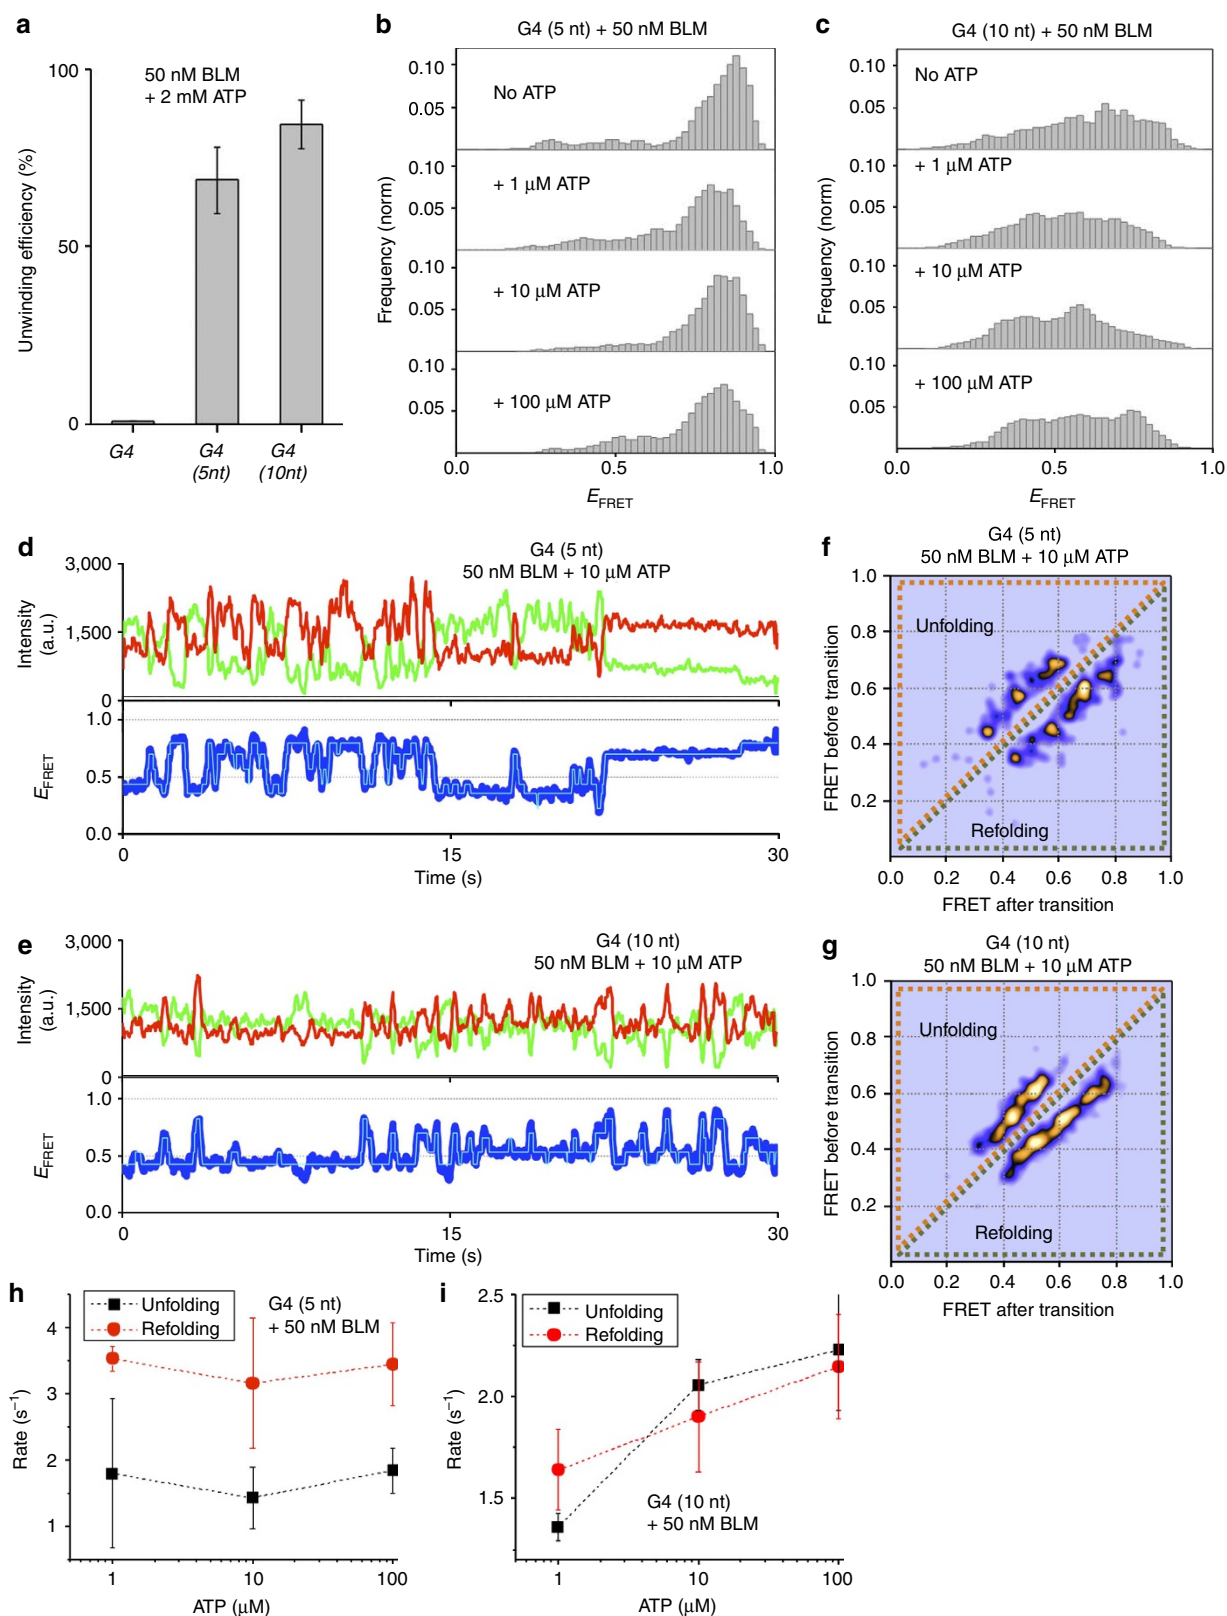 a
50 nM BLM
+ 2 mM ATP
Unwinding efficiency (%)
100
50
0
G4
G4
(5nt)
G4
(10nt)
b
G4 (5 nt) + 50 nM BLM
Frequency (norm)
0.10
0.05
No ATP
0.10
0.05
+ 1 μM ATP
0.10
0.05
+ 10 μM ATP
0.10
0.05
+ 100 μM ATP
0.0
0.5
1.0
EFRET
c
G4 (10 nt) + 50 nM BLM
Frequency (norm)
0.10
0.05
No ATP
0.10
0.05
+ 1 μM ATP
0.10
0.05
+ 10 μM ATP
0.10
0.05
+ 100 μM ATP
0.0
0.5
1.0
EFRET
d
G4 (5 nt)
50 nM BLM + 10 μM ATP
Intensity
(a.u.)
3,000
1,500
0
EFRET
1.0
0.5
0.0
0
15
30
Time (s)
f
G4 (5 nt)
50 nM BLM + 10 μM ATP
FRET before transition
1.0
0.8
0.6
0.4
0.2
Unfolding
Refolding
0.0
0.2
0.4
0.6
0.8
1.0
FRET after transition
e
G4 (10 nt)
50 nM BLM + 10 μM ATP
Intensity
(a.u.)
3,000
1,500
0
EFRET
1.0
0.5
0.0
0
15
30
Time (s)
g
G4 (10 nt)
50 nM BLM + 10 μM ATP
FRET before transition
1.0
0.8
0.6
0.4
0.2
Unfolding
Refolding
0.0
0.2
0.4
0.6
0.8
1.0
FRET after transition
h
Unfolding
Refolding
G4 (5 nt)
+ 50 nM BLM
Rate (s⁻¹)
4
3
2
1
1
10
100
ATP (μM)
i
Unfolding
Refolding
G4 (10 nt)
+ 50 nM BLM
Rate (s⁻¹)
2.5
2.0
1.5
1
10
100
ATP (μM)